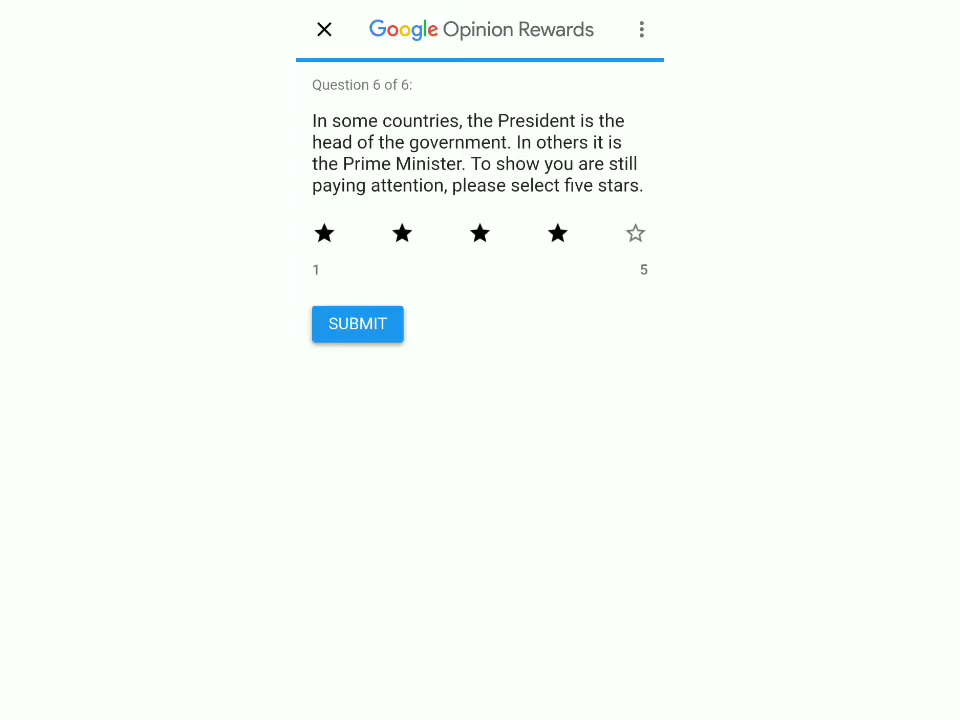 Google Opinion Rewards
Question 6 of 6:
In some countries, the President is the
head of the government. In others it is
the Prime Minister. To show you are still
paying attention, please select five stars.
1 5
SUBMIT